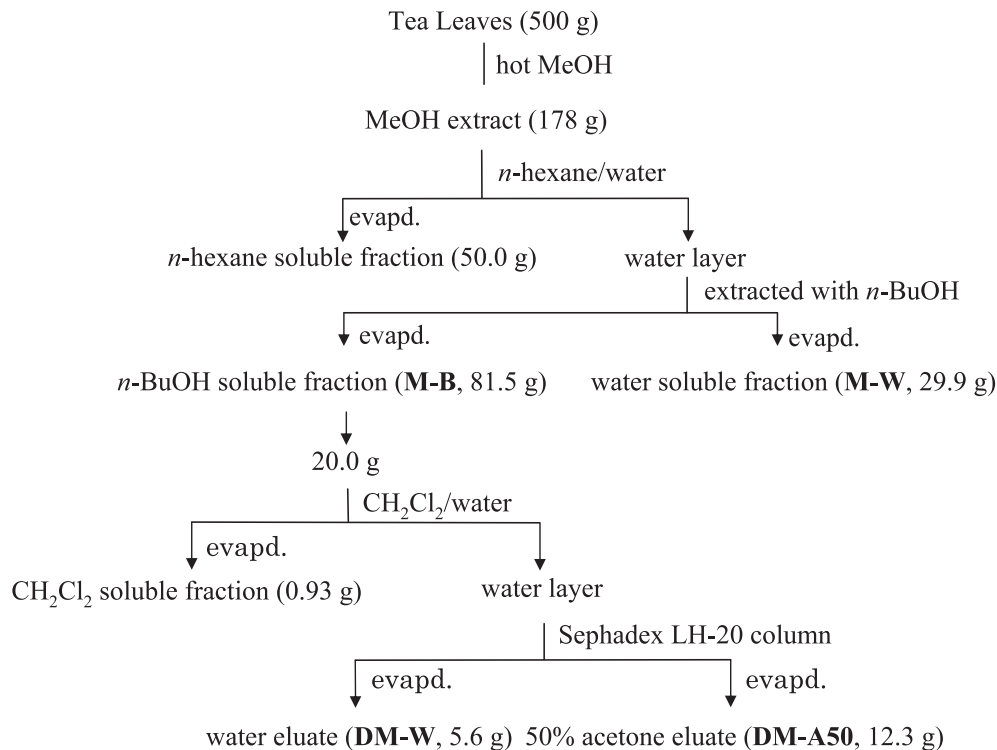 Tea Leaves (500 g)
hot MeOH
MeOH extract (178 g)
n-hexane/water
evapd.
n-hexane soluble fraction (50.0 g)
water layer
extracted with n-BuOH
evapd.
evapd.
n-BuOH soluble fraction (M-B, 81.5 g)
water soluble fraction (M-W, 29.9 g)
20.0 g
CH₂Cl₂/water
evapd.
CH₂Cl₂ soluble fraction (0.93 g)
water layer
Sephadex LH-20 column
evapd.
evapd.
water eluate (DM-W, 5.6 g)
50% acetone eluate (DM-A50, 12.3 g)